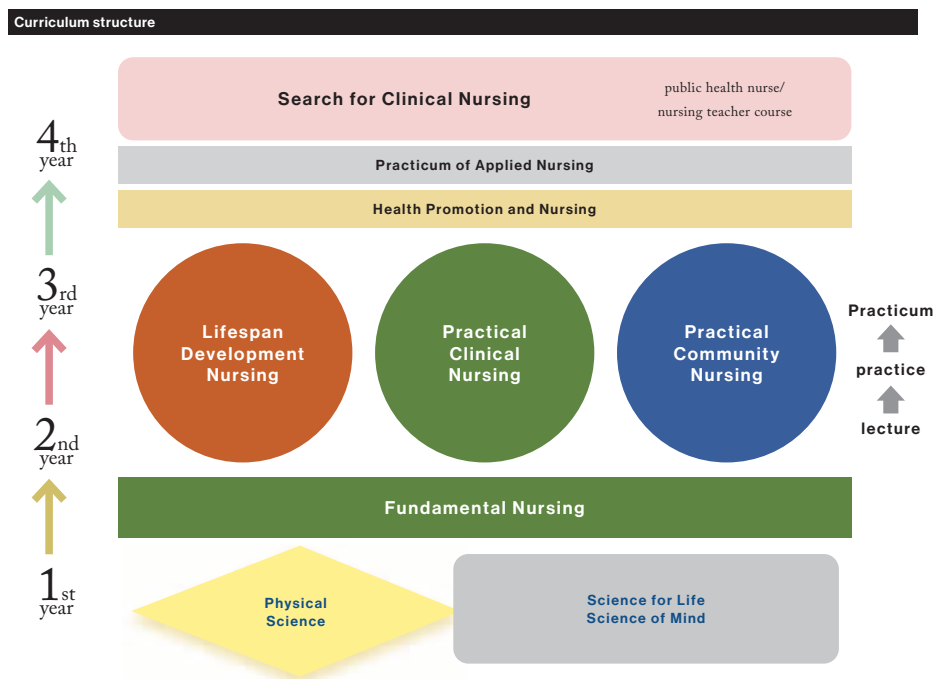 Curriculum structure
Search for Clinical Nursing
public health nurse/
nursing teacher course
4th
year
Practicum of Applied Nursing
Health Promotion and Nursing
3rd
year
Lifespan
Development
Nursing
Practical
Clinical
Nursing
Practical
Community
Nursing
Practicum
practice
lecture
2nd
year
Fundamental Nursing
1st
year
Physical
Science
Science for Life
Science of Mind